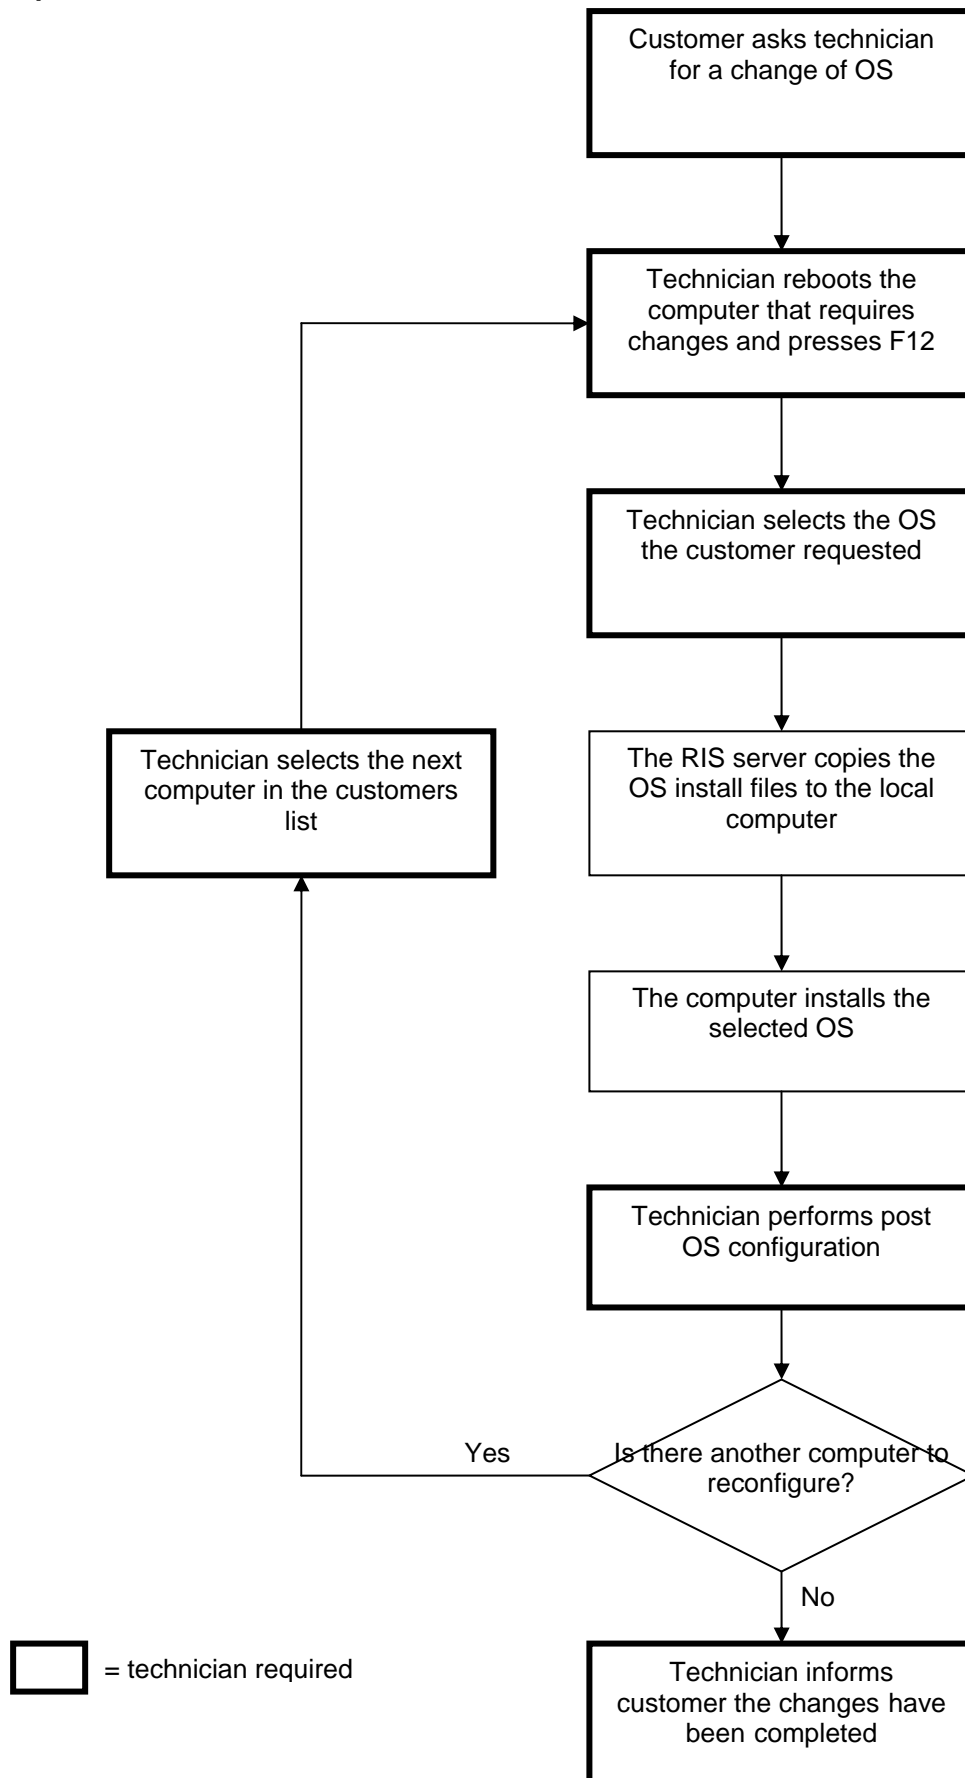 Customer asks technician
for a change of OS
Technician reboots the
computer that requires
changes and presses F12
Technician selects the OS
the customer requested
Technician selects the next
computer in the customers
list
The RIS server copies the
OS install files to the local
computer
The computer installs the
selected OS
Technician performs post
OS configuration
Yes
Is there another computer to
reconfigure?
No
= technician required
Technician informs
customer the changes have
been completed